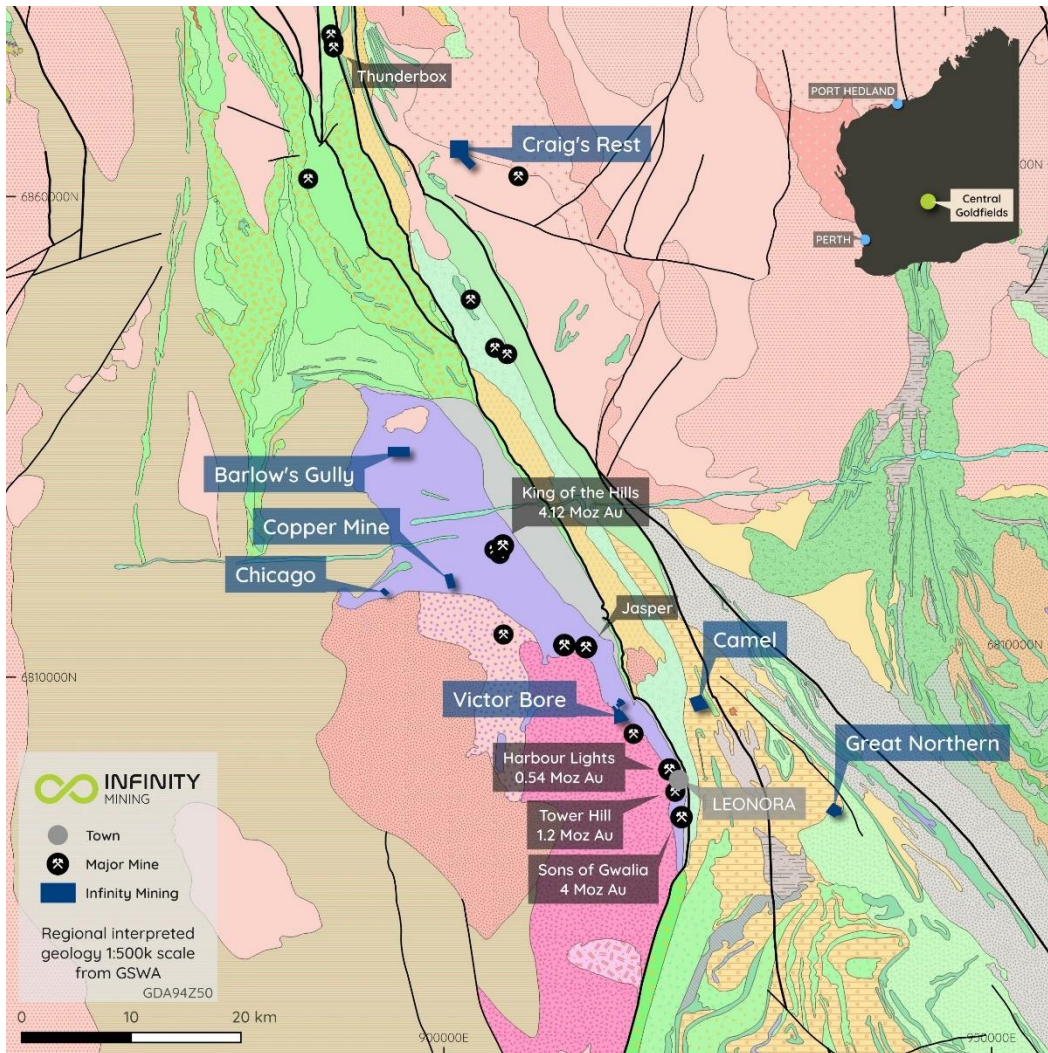 Thunderbox
PORT HEDLAND
Craig's Rest
6860000N
Central
Goldfields
PERTH
Barlow's Gully
King of the Hills
4.12 Moz Au
Copper Mine
Chicago
Jasper
6810000N
6810000N
Camel
Victor Bore
Great Northern
Harbour Lights
0.54 Moz Au
LEONORA
Tower Hill
1.2 Moz Au
Sons of Gwalia
4 Moz Au
INFINITY
MINING
Town
Major Mine
Infinity Mining
Regional interpreted
geology 1:500k scale
from GSWA
GDA94Z50
0 10 20 km
900000E
950000E